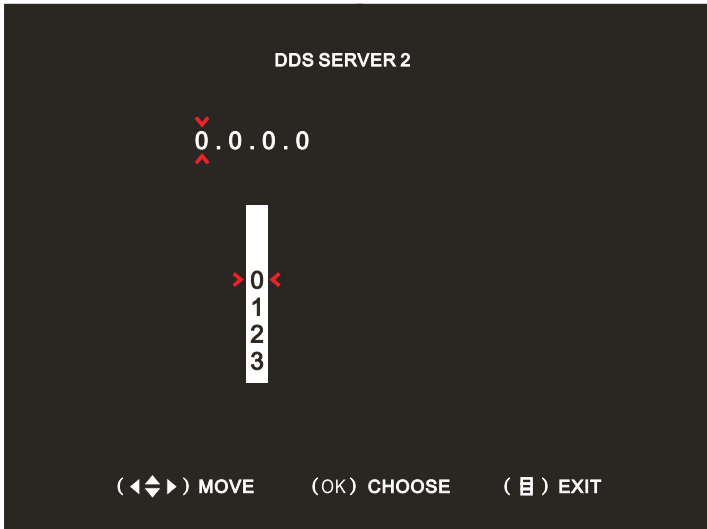 DDS SERVER 2
0.0.0.0
0
1
2
3
() MOVE (OK) CHOOSE () EXIT